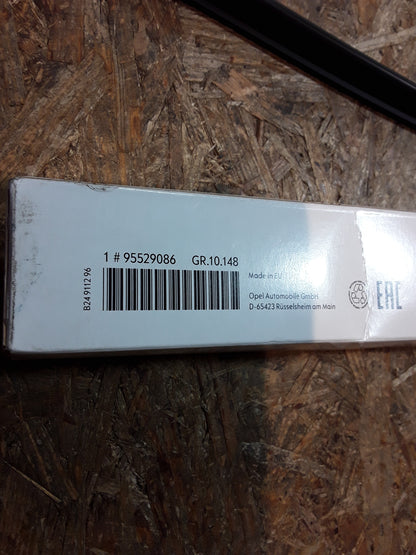 1 # 95529086 GR.10.148
Made in EU
Opel Automobile GmbH
D-65423 Rüsselsheim am Main
B24 9112 96
EAC